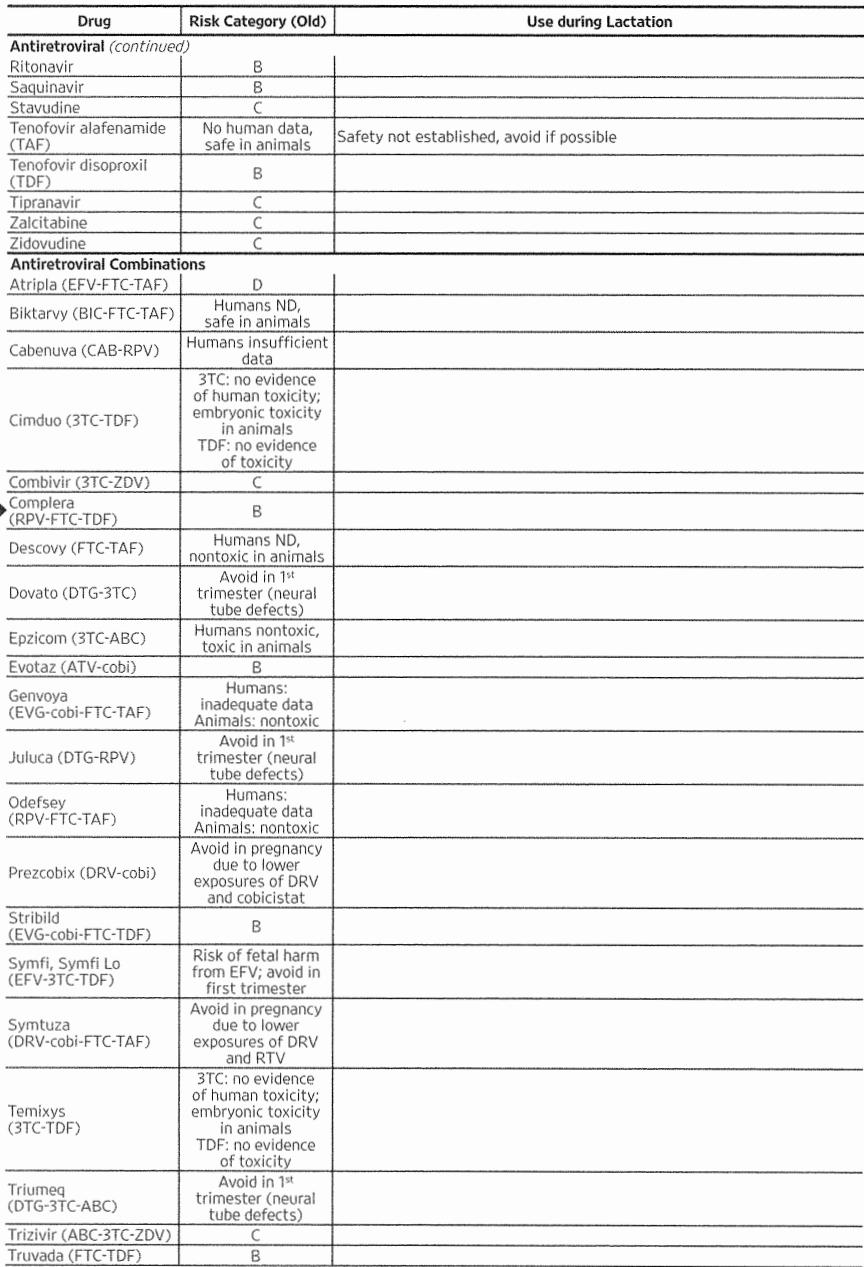 Drug Risk Category (Old) Use during Lactation
Antiretroviral (continued)
Ritonavir B
Saquinavir B
Stavudine C
Tenofovir alafenamide
(TAF)
No human data,
safe in animals
Safety not established, avoid if possible
Tenofovir disoproxil
(TDF)
B
Tipranavir C
Zalcitabine C
Zidovudine C
Antiretroviral Combinations
Atripla (EFV-FTC-TAF) D
Biktarvy (BIC-FTC-TAF)
Humans ND,
safe in animals
Cabenuva (CAB-RPV)
Humans insufficient
data
Cimduo (3TC-TDF)
3TC: no evidence
of human toxicity;
embryonic toxicity
in animals
TDF: no evidence
of toxicity
Combivir (3TC-ZDV) C
Complera
(RPV-FTC-TDF)
B
Descovy (FTC-TAF)
Humans ND,
nontoxic in animals
Dovato (DTG-3TC)
Avoid in 1st
trimester (neural
tube defects)
Epzicom (3TC-ABC)
Humans nontoxic,
toxic in animals
Evotaz (ATV-cobi) B
Genvoya
(EVG-cobi-FTC-TAF)
Humans:
inadequate data
Animals: nontoxic
Juluca (DTG-RPV)
Avoid in 1st
trimester (neural
tube defects)
Odefsey
(RPV-FTC-TAF)
Humans:
inadequate data
Animals: nontoxic
Prezcobix (DRV-cobi)
Avoid in pregnancy
due to lower
exposures of DRV
and cobicistat
Stribild
(EVG-cobi-FTC-TDF)
B
Symfi, Symfi Lo
(EFV-3TC-TDF)
Risk of fetal harm
from EFV; avoid in
first trimester
Symtuza
(DRV-cobi-FTC-TAF)
Avoid in pregnancy
due to lower
exposures of DRV
and RTV
Temixys
(3TC-TDF)
3TC: no evidence
of human toxicity;
embryonic toxicity
in animals
TDF: no evidence
of toxicity
Triumeq
(DTG-3TC-ABC)
Avoid in 1st
trimester (neural
tube defects)
Trizivir (ABC-3TC-ZDV) C
Truvada (FTC-TDF) B